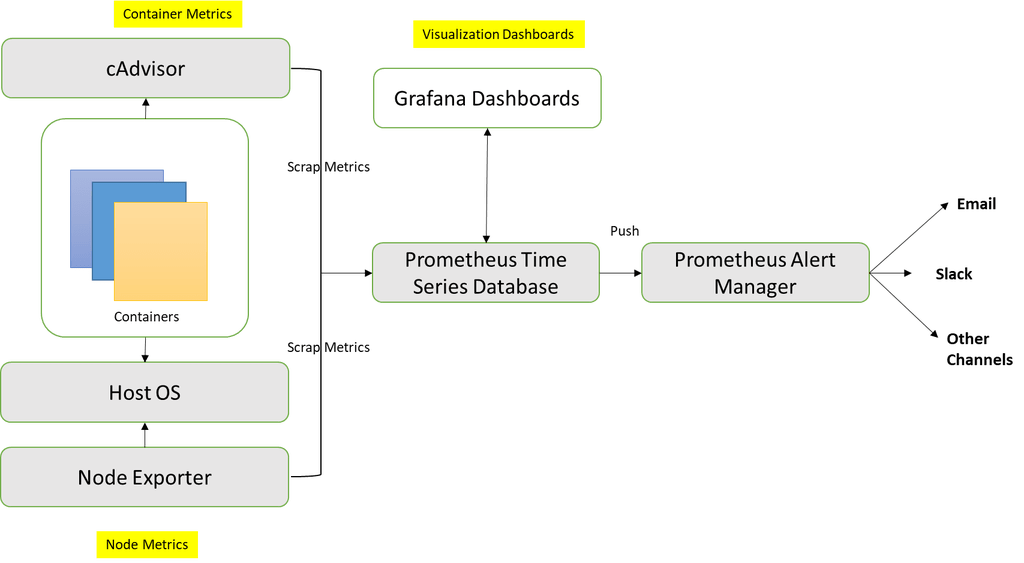 Container Metrics
cAdvisor
Containers
Host OS
Node Exporter
Node Metrics
Scrap Metrics
Scrap Metrics
Visualization Dashboards
Grafana Dashboards
Prometheus Time
Series Database
Push
Prometheus Alert
Manager
Email
Slack
Other
Channels